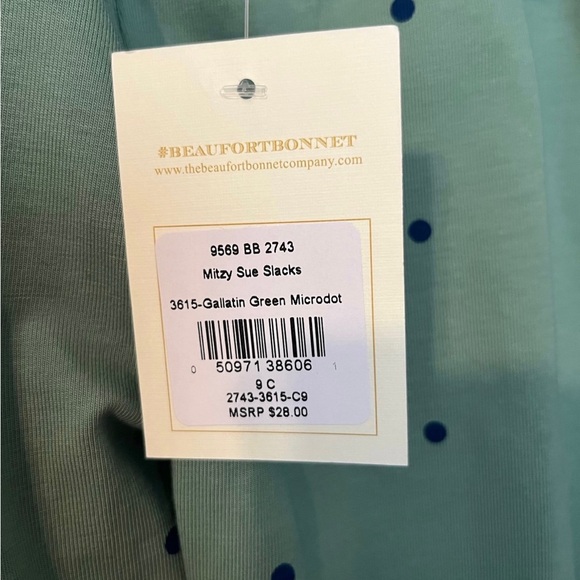 #BEAUFORTBONNET
www.thebeaufortbonnetcompany.com
9569 BB 2743
Mitzy Sue Slacks
3615-Gallatin Green Microdot
0 50971 38606 1
9 C
2743-3615-C9
MSRP $28.00